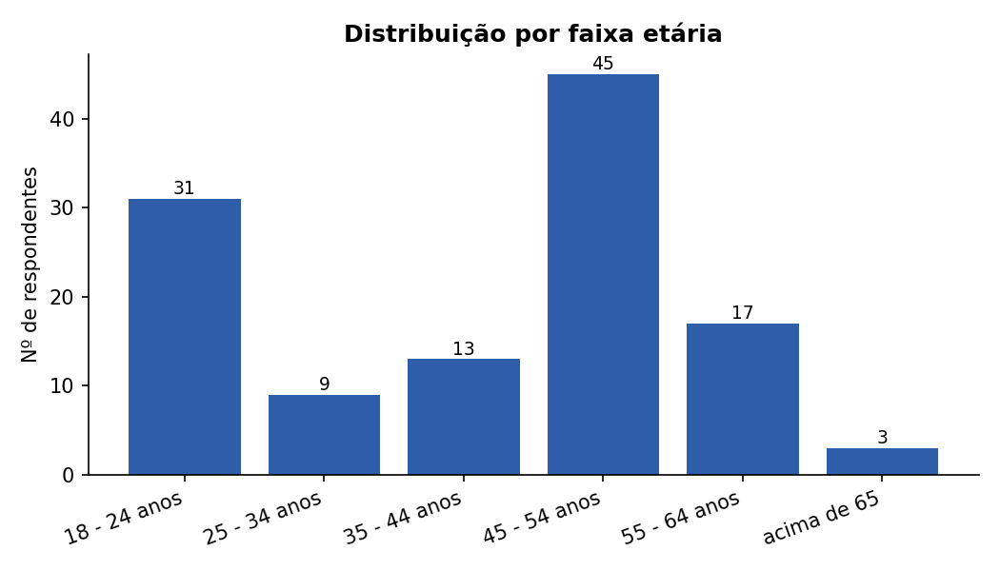 Distribuição por faixa etária
Nº de respondentes
40
30
20
10
0
31
9
13
45
17
3
18 - 24 anos
25 - 34 anos
35 - 44 anos
45 - 54 anos
55 - 64 anos
acima de 65